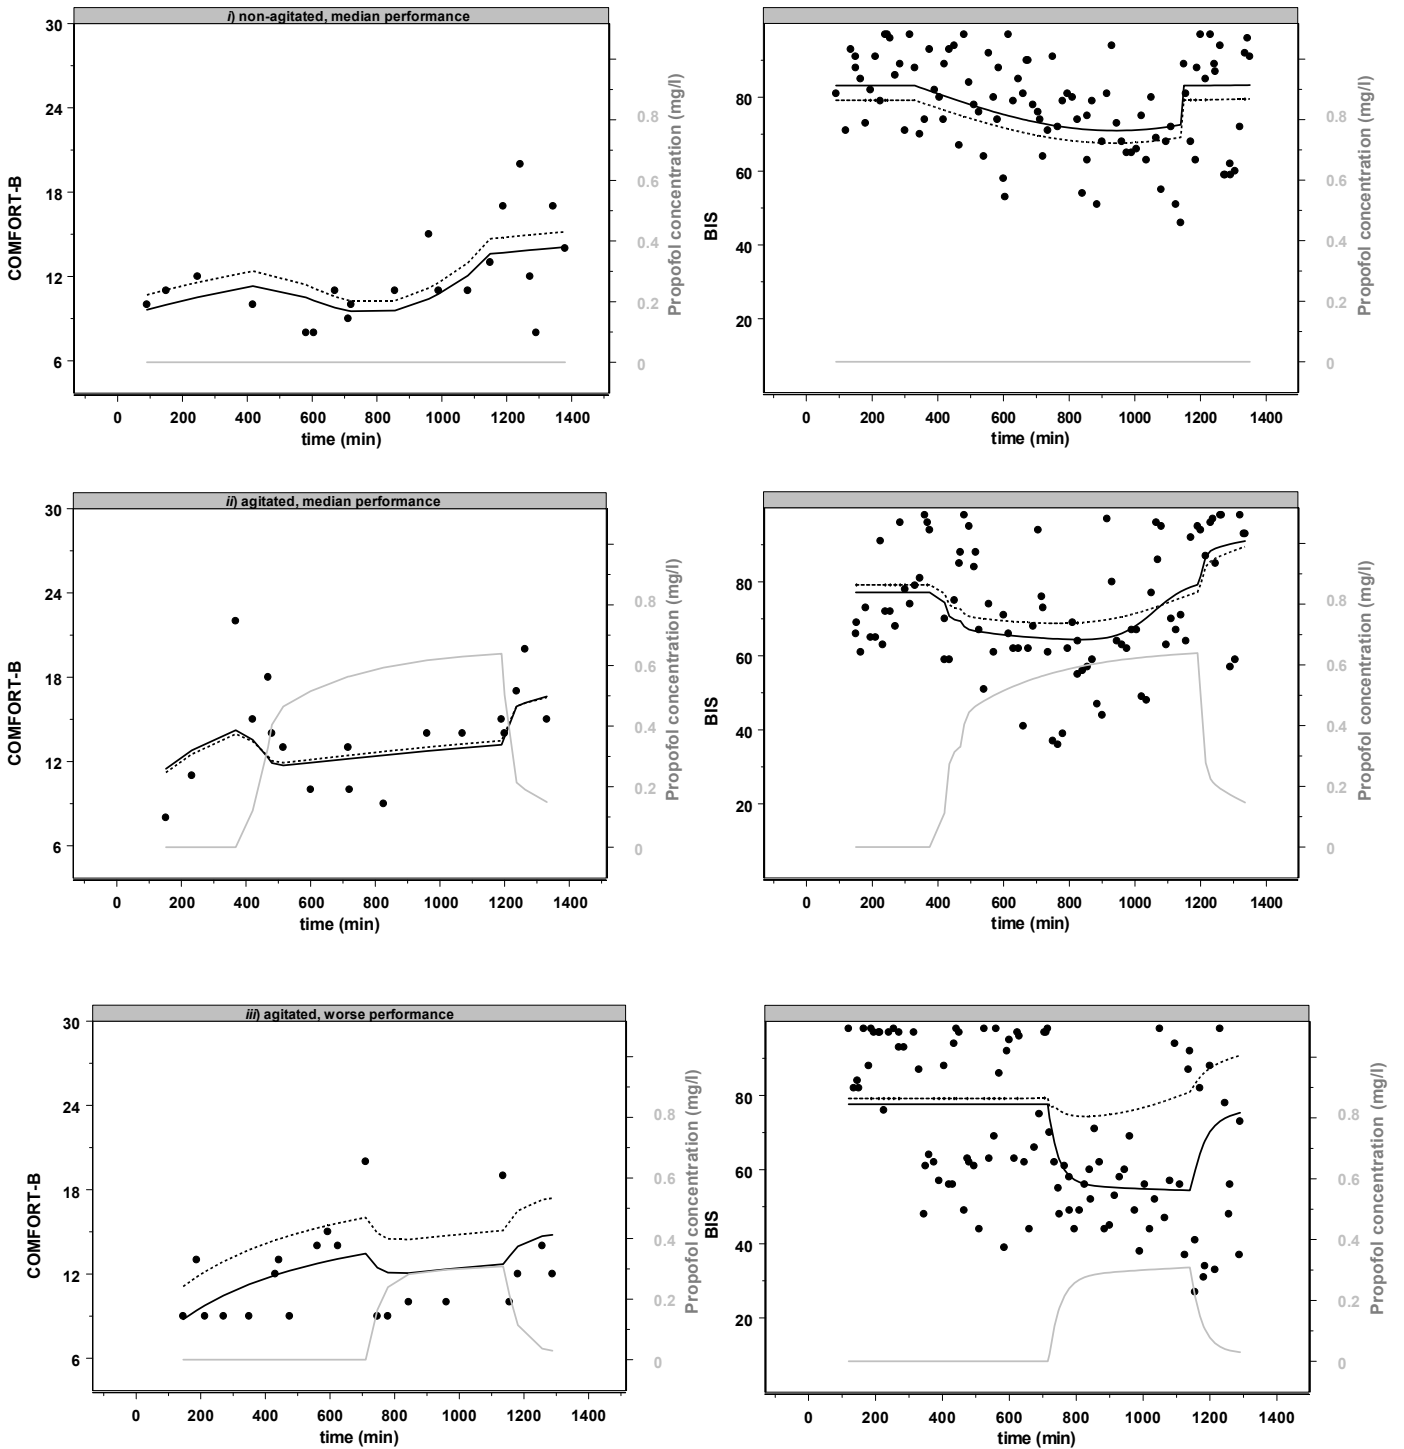 i) non-agitated, median performance
30
24
18
12
6
COMFORT-B
0.8
0.6
0.4
0.2
0
Propofol concentration (mg/l)
0 200 400 600 800 1000 1200 1400
time (min)
80
60
40
20
BIS
0.8
0.6
0.4
0.2
0
Propofol concentration (mg/l)
0 200 400 600 800 1000 1200 1400
time (min)
ii) agitated, median performance
30
24
18
12
6
COMFORT-B
0.8
0.6
0.4
0.2
0
Propofol concentration (mg/l)
0 200 400 600 800 1000 1200 1400
time (min)
80
60
40
20
BIS
0.8
0.6
0.4
0.2
0
Propofol concentration (mg/l)
0 200 400 600 800 1000 1200 1400
time (min)
iii) agitated, worse performance
30
24
18
12
6
COMFORT-B
0.8
0.6
0.4
0.2
0
Propofol concentration (mg/l)
0 200 400 600 800 1000 1200 1400
time (min)
80
60
40
20
BIS
0.8
0.6
0.4
0.2
0
Propofol concentration (mg/l)
0 200 400 600 800 1000 1200 1400
time (min)